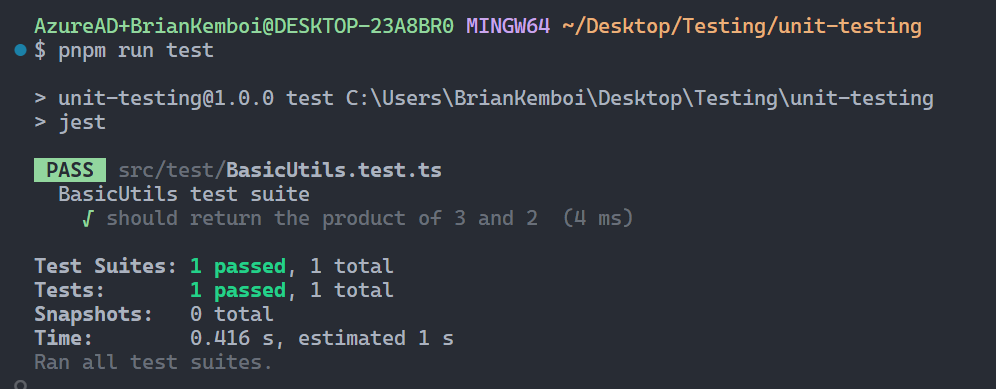 AzureAD+BrianKemboi@DESKTOP-23A8BR0 MINGW64 ~/Desktop/Testing/unit-testing
$ pnpm run test
> unit-testing@1.0.0 test C:\Users\BrianKemboi\Desktop\Testing\unit-testing
> jest
PASS src/test/BasicUtils.test.ts
BasicUtils test suite
√ should return the product of 3 and 2 (4 ms)
Test Suites: 1 passed, 1 total
Tests: 1 passed, 1 total
Snapshots: 0 total
Time: 0.416 s, estimated 1 s
Ran all test suites.